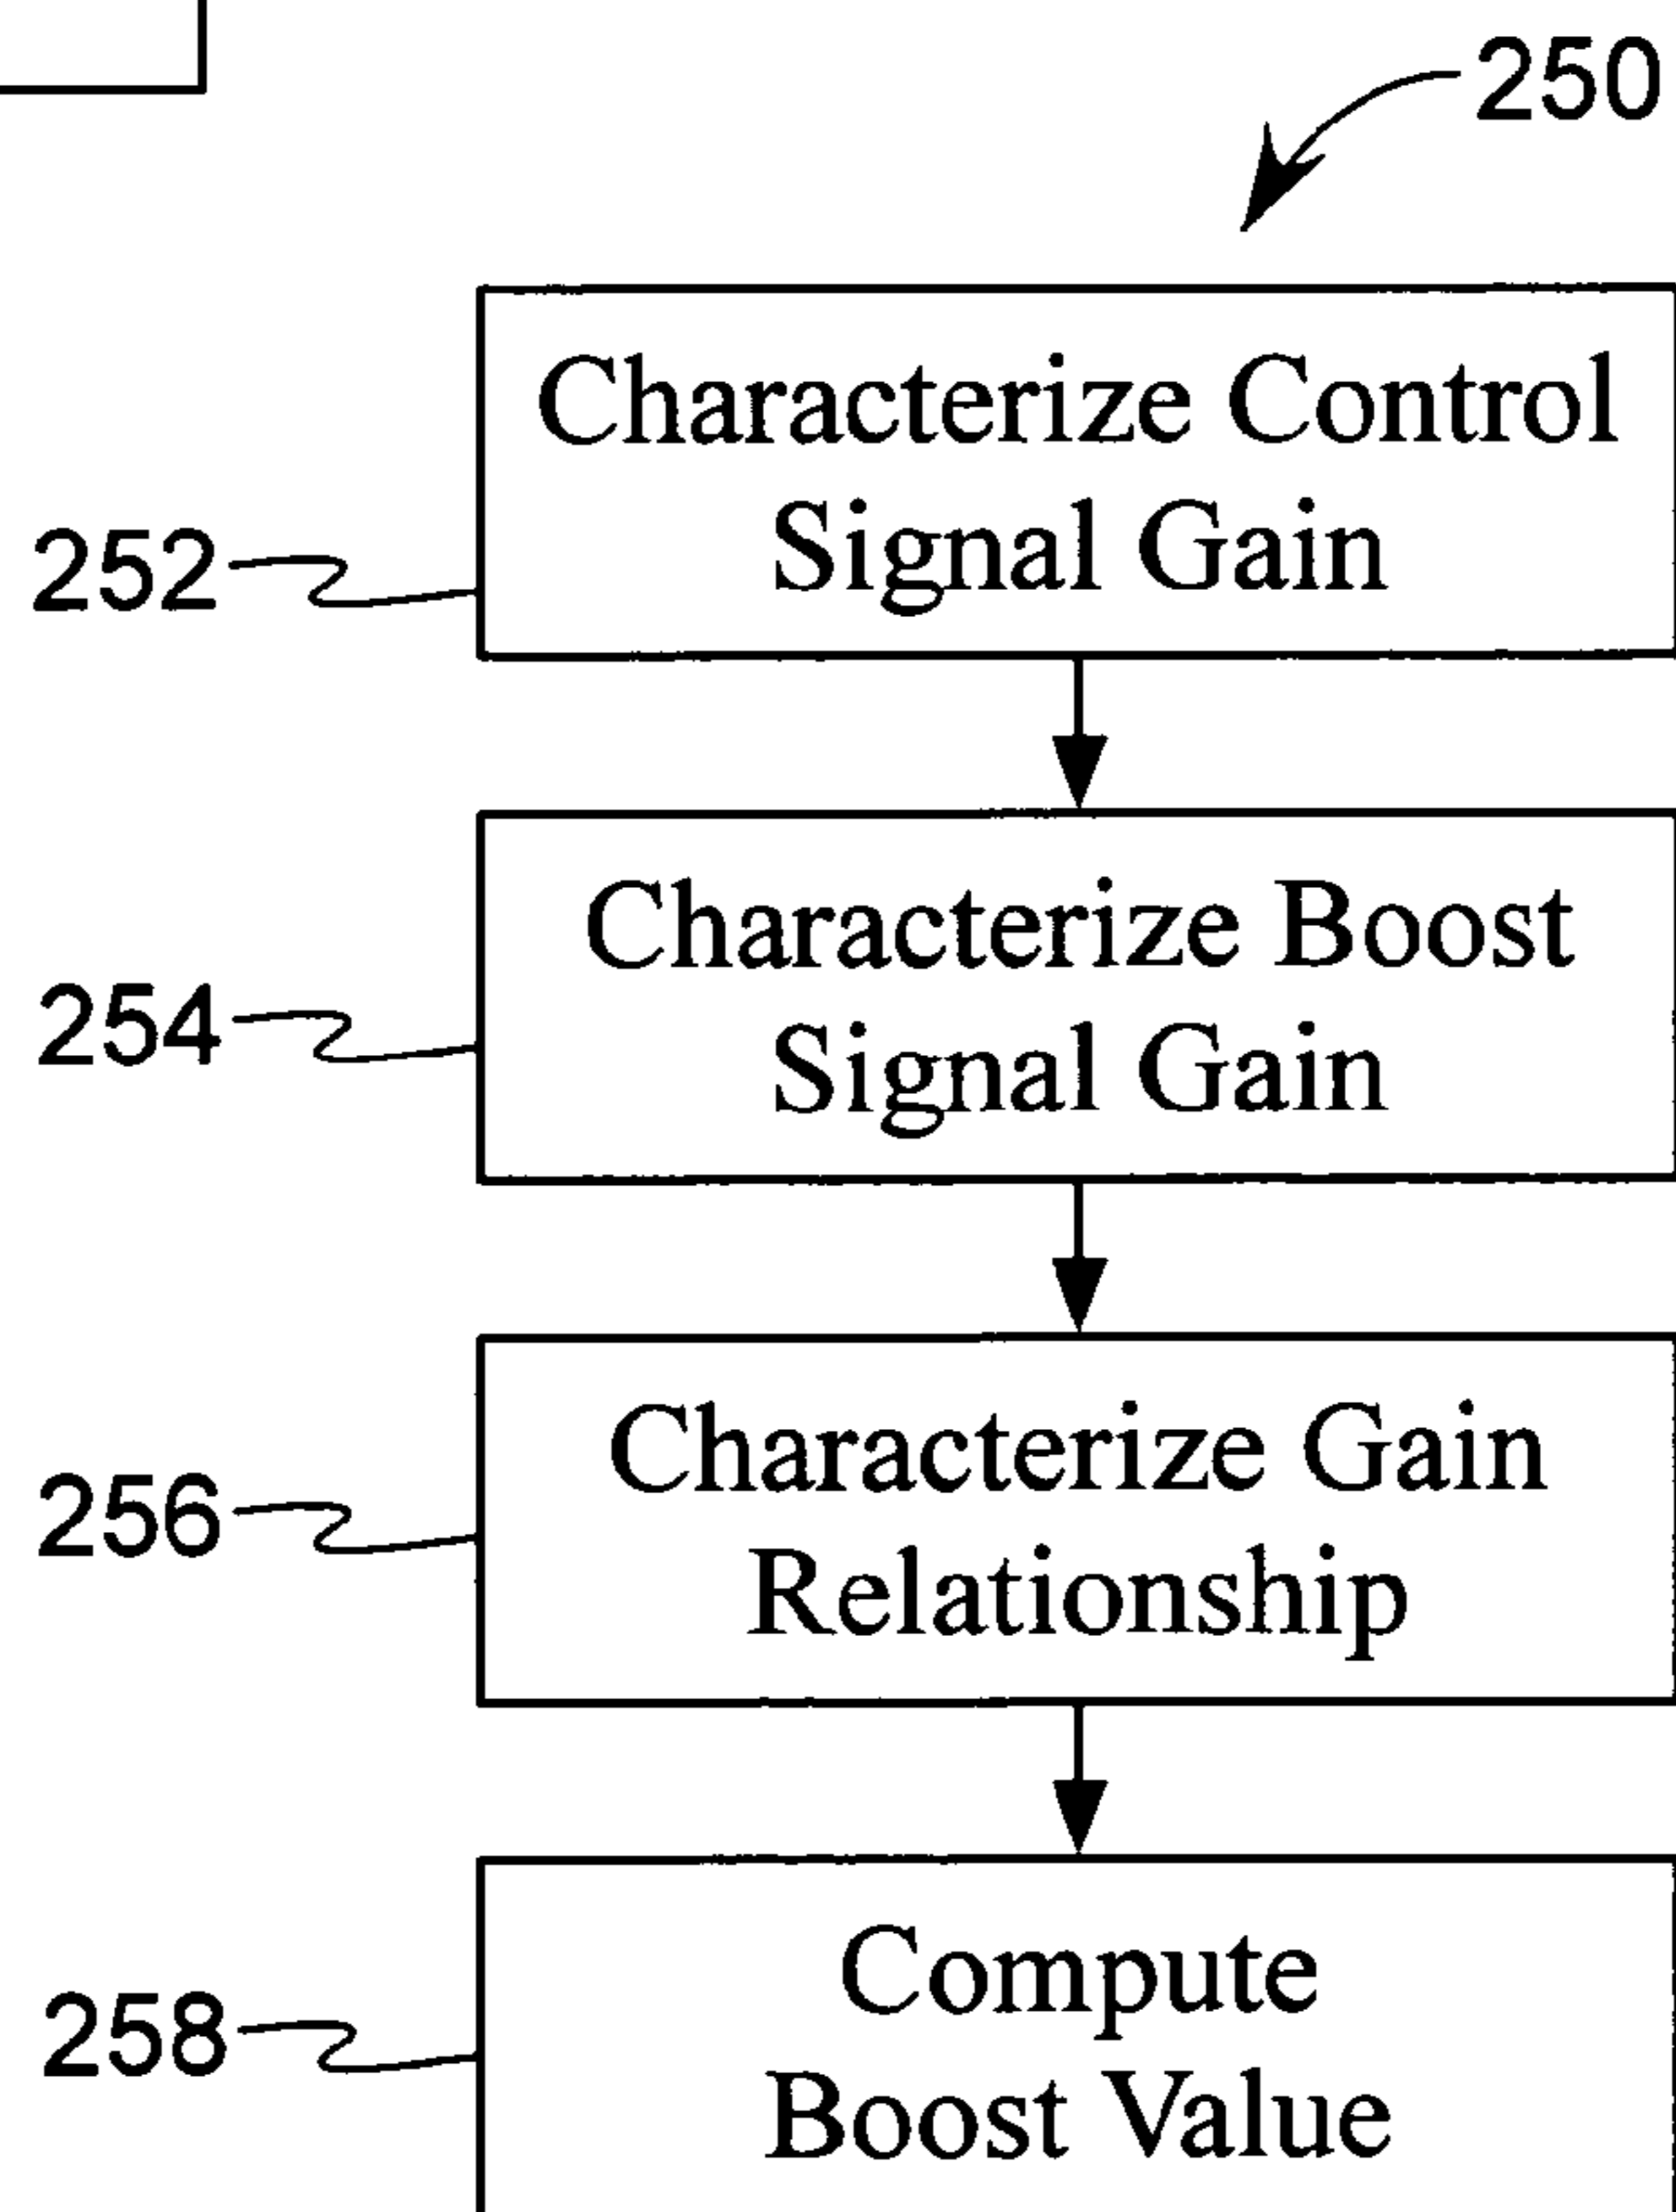 250
Characterize Control
Signal Gain
252
Characterize Boost
Signal Gain
254
Characterize Gain
Relationship
256
Compute
Boost Value
258